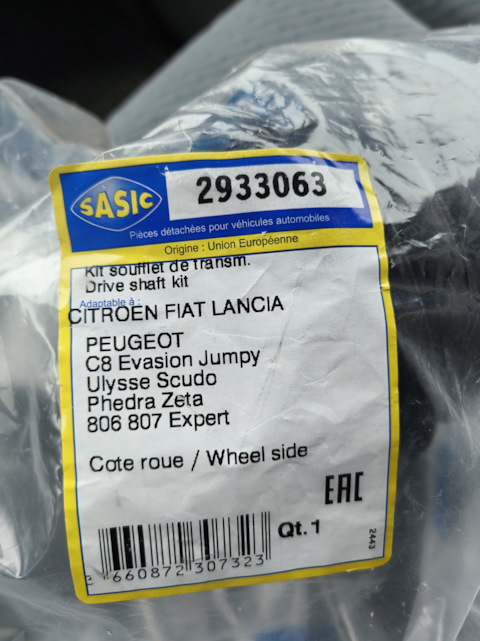 SASIC
2933063
Pièces détachées pour véhicules automobiles
Origine : Union Européenne
Kit soufflet de transm.
Drive shaft kit
Adaptable à :
CITROEN FIAT LANCIA
PEUGEOT
C8 Evasion Jumpy
Ulysse Scudo
Phedra Zeta
806 807 Expert
Cote roue / Wheel side
EAC
Qt. 1
2443
3 660872 307323